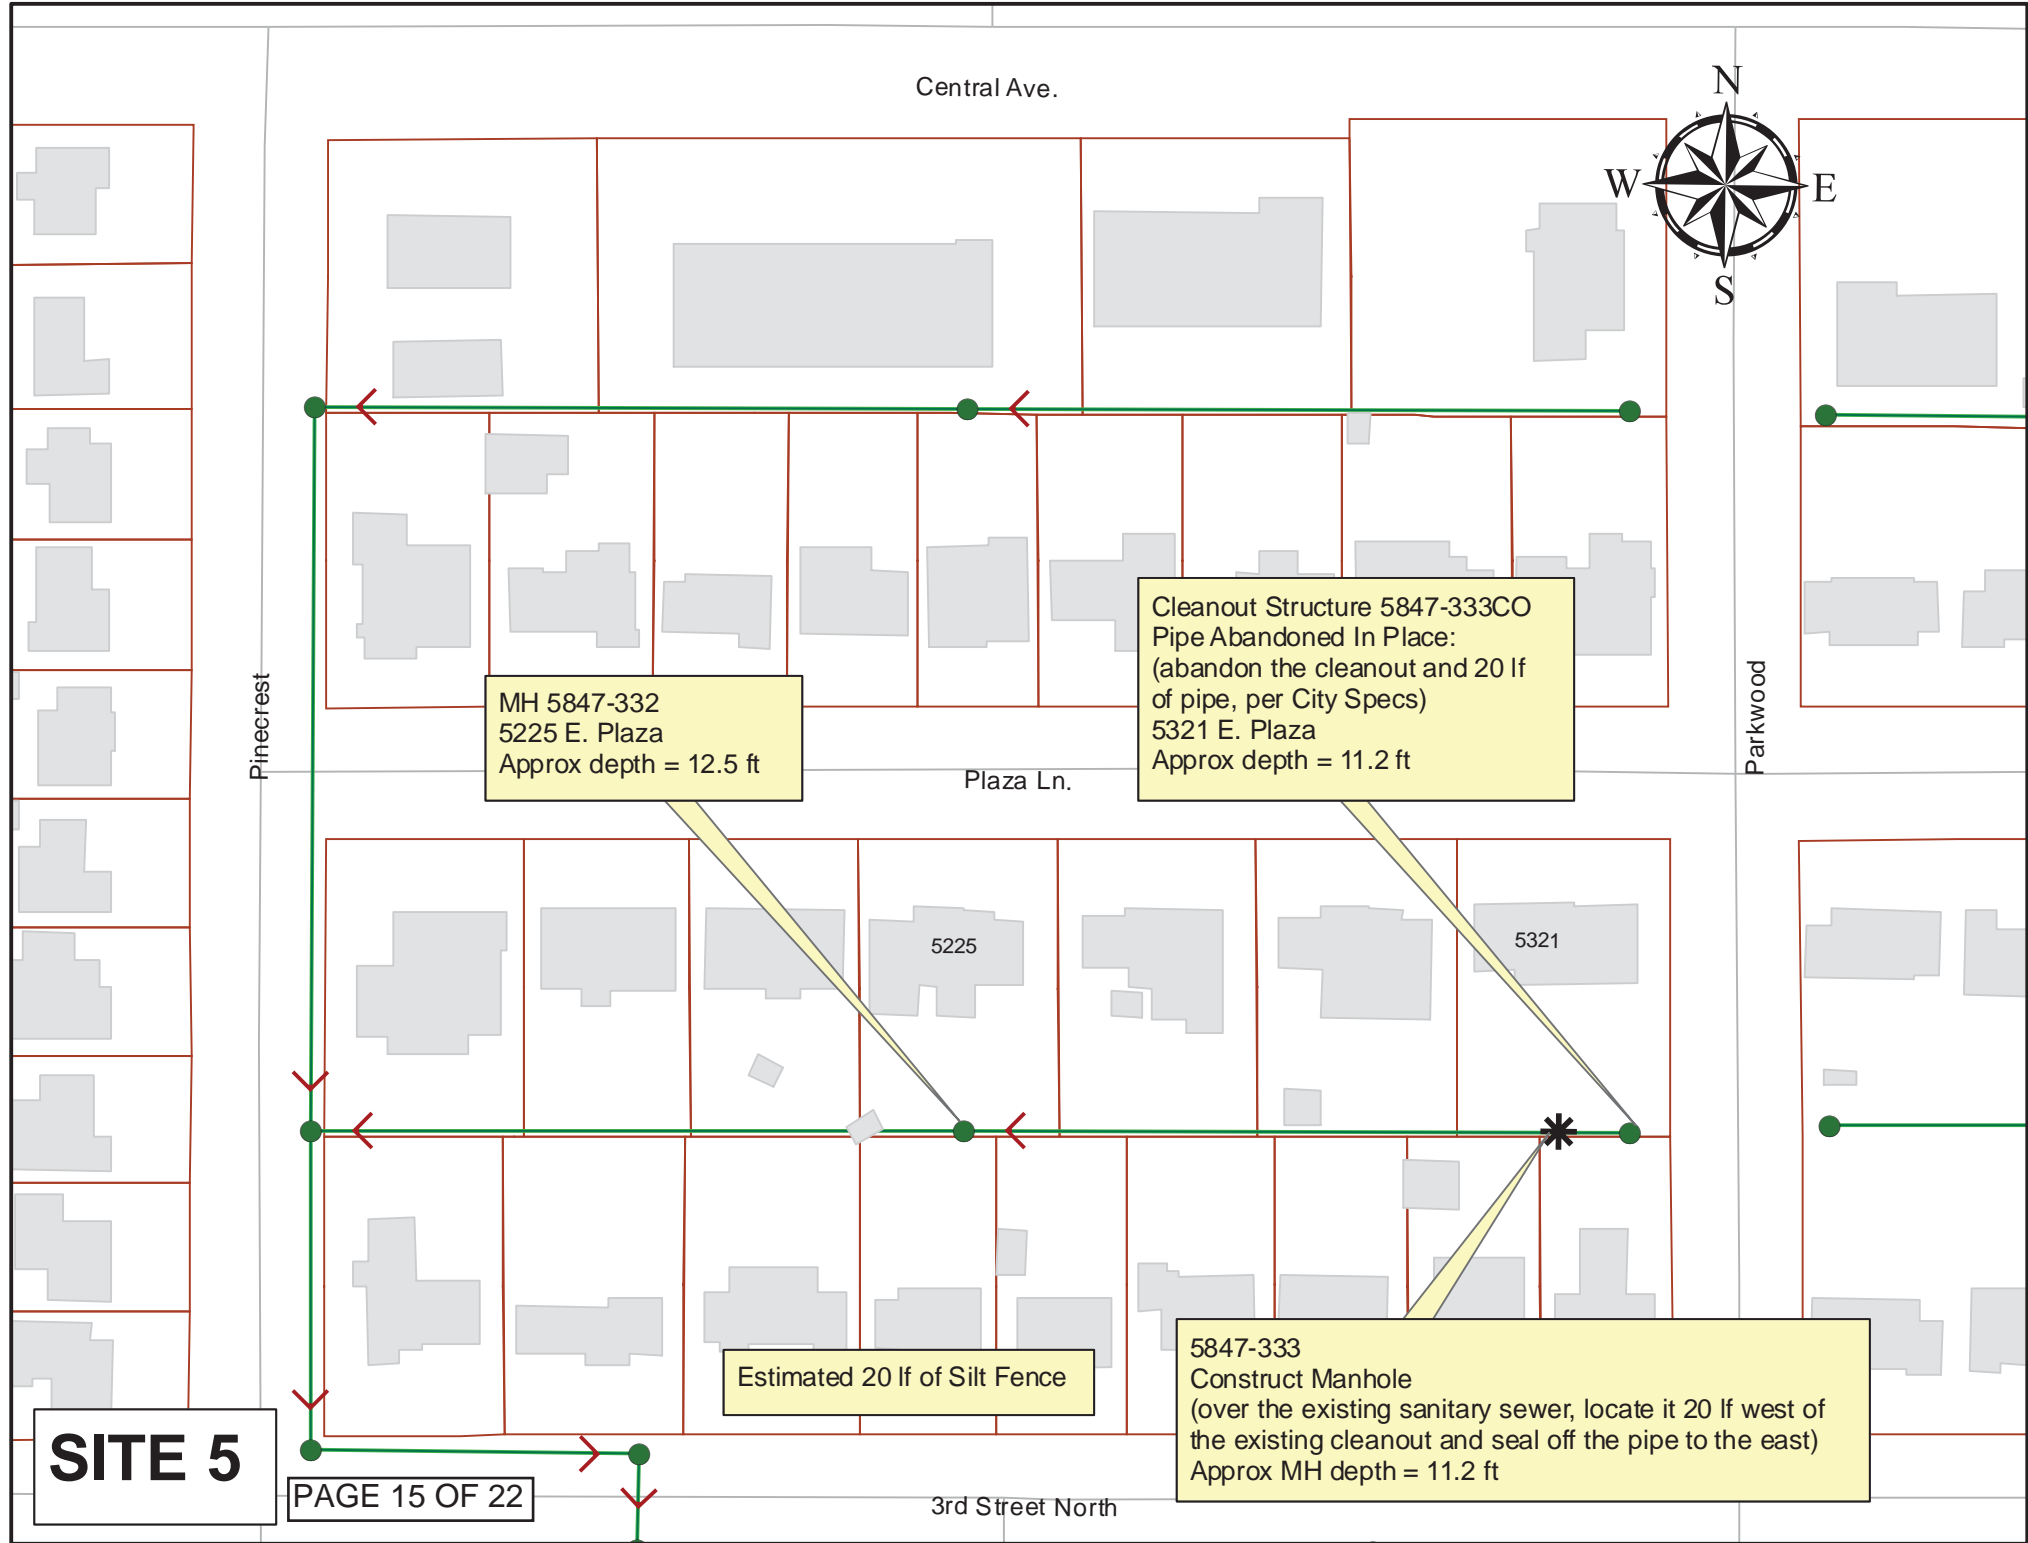 Central Ave.
N
W
E
S
Cleanout Structure 5847-333CO
Pipe Abandoned In Place:
(abandon the cleanout and 20 lf
of pipe, per City Specs)
5321 E. Plaza
Approx depth = 11.2 ft
MH 5847-332
5225 E. Plaza
Approx depth = 12.5 ft
Pinecrest
Parkwood
Plaza Ln.
5225
5321
Estimated 20 lf of Silt Fence
5847-333
Construct Manhole
(over the existing sanitary sewer, locate it 20 lf west of
the existing cleanout and seal off the pipe to the east)
Approx MH depth = 11.2 ft
SITE 5
PAGE 15 OF 22
3rd Street North